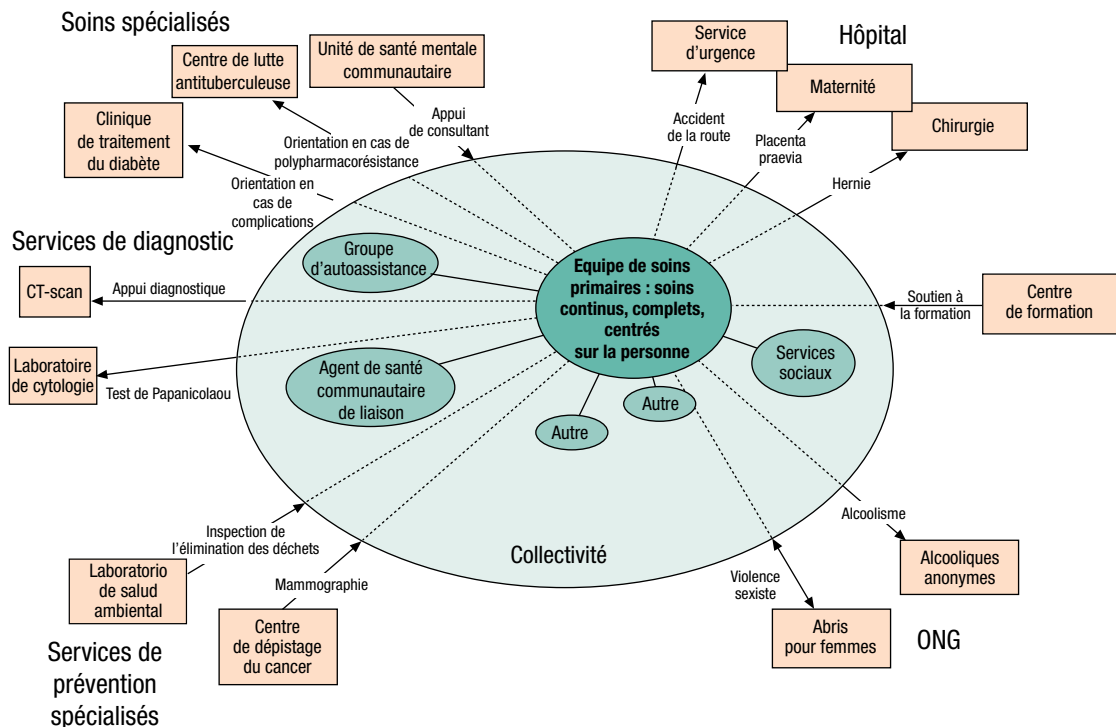 Soins spécialisés
Centre de lutte
antituberculeuse
Unité de santé mentale
communautaire
Clinique
de traitement
du diabète
Appui
de consultant
Orientation en cas de
polypharmacorésistance
Orientation en
cas de
complications
Hôpital
Service
d'urgence
Maternité
Chirurgie
Accident
de la route
Placenta
praevia
Hernie
Services de diagnostic
CT-scan
Appui diagnostique
Laboratoire
de cytologie
Test de Papanicolaou
Groupe
d'autoassistance
Equipe de soins
primaires : soins
continus, complets,
centrés
sur la personne
Agent de santé
communautaire
de liaison
Services
sociaux
Autre
Autre
Soutien à
la formation
Centre
de formation
Collectivité
Inspection de
l'élimination des déchets
Laboratorio
de salud
ambiental
Mammographie
Centre
de dépistage
du cancer
Services de
prévention
spécialisés
Alcoolisme
Alcooliques
anonymes
Violence
sexiste
Abris
pour femmes
ONG